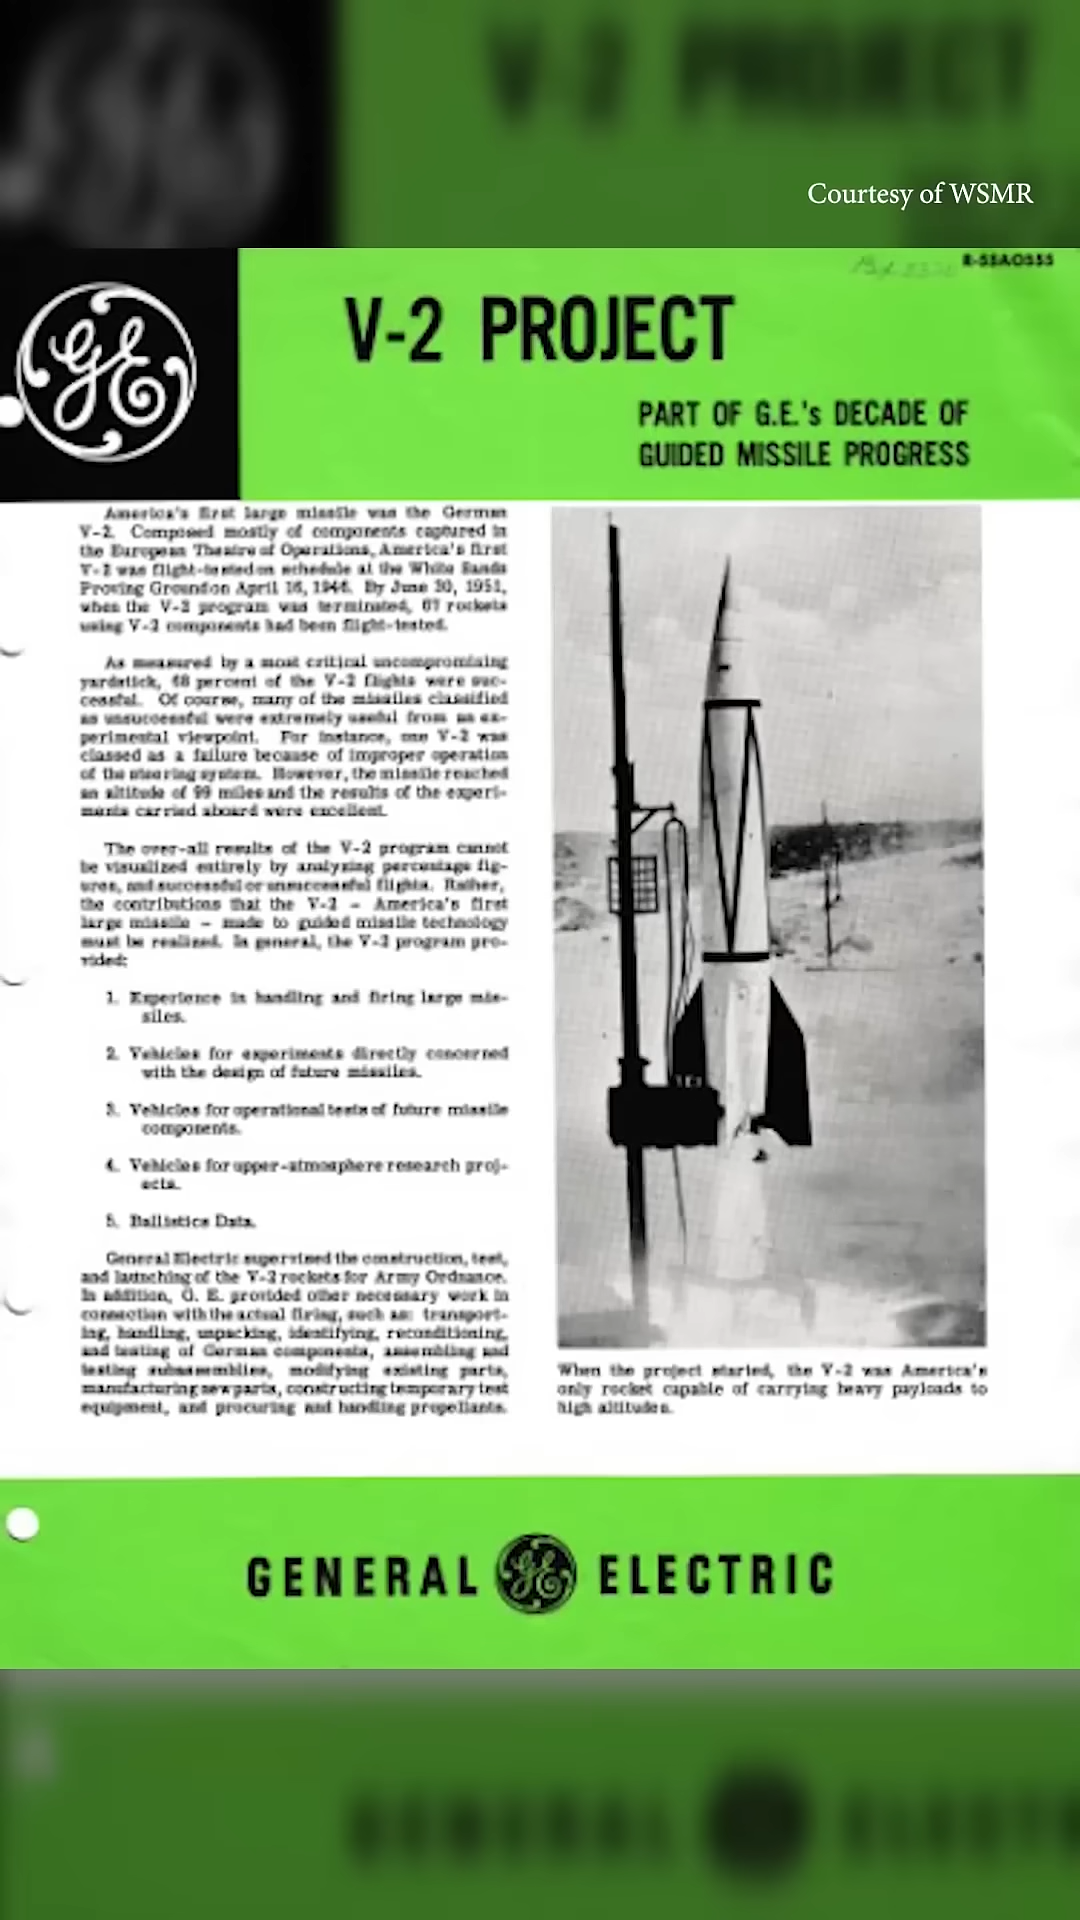 Courtesy of WSMR
R-55A0555
V-2 PROJECT
PART OF G.E.'s DECADE OF
GUIDED MISSILE PROGRESS
GE
America's first large missile was the German
V-2. Composed mostly of components captured in
the European Theatre of Operations, America's first
V-2 was flight-tested on schedule at the White Sands
Proving Ground on April 16, 1946. By June 30, 1951,
when the V-2 program was terminated, 67 rockets
using V-2 components had been flight-tested.
As measured by a most critical uncompromising
yardstick, 68 percent of the V-2 flights were suc-
cessful. Of course, many of the missiles classified
as unsuccessful were extremely useful from an ex-
perimental viewpoint. For instance, one V-2 was
classed as a failure because of improper operation
of the steering system. However, the missile reached
an altitude of 99 miles and the results of the experi-
ments carried aboard were excellent.
The over-all results of the V-2 program cannot
be visualized entirely by analyzing percentage fig-
ures, and successful or unsuccessful flights. Rather,
the contributions that the V-2 - America's first
large missile - made to guided missile technology
must be realized. In general, the V-2 program pro-
vided:
1. Experience in handling and firing large mis-
siles.
2. Vehicles for experiments directly concerned
with the design of future missiles.
3. Vehicles for operational tests of future missile
components.
4. Vehicles for upper-atmosphere research proj-
ects.
5. Ballistics Data.
General Electric supervised the construction, test,
and launching of the V-2 rockets for Army Ordnance.
In addition, G. E. provided other necessary work in
connection with the actual firing, such as: transport-
ing, handling, unpacking, identifying, reconditioning,
and testing of German components, assembling and
testing subassemblies, modifying existing parts,
manufacturing new parts, constructing temporary test
equipment, and procuring and handling propellants.
When the project started, the V-2 was America's
only rocket capable of carrying heavy payloads to
high altitudes.
GENERAL GE ELECTRIC